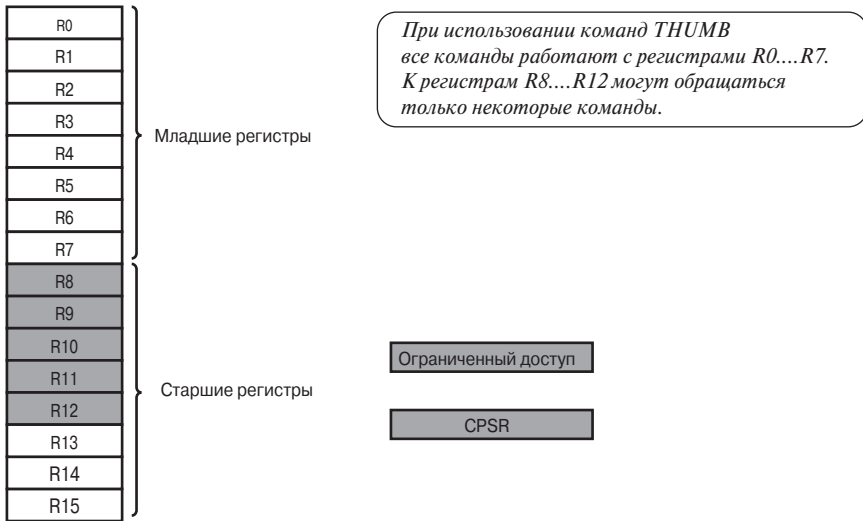 R0
R1
R2
R3
R4
R5
R6
R7
R8
R9
R10
R11
R12
R13
R14
R15
Младшие регистры
Старшие регистры
При использовании команд THUMB
все команды работают с регистрами R0....R7.
К регистрам R8....R12 могут обращаться
только некоторые команды.
Ограниченный доступ
CPSR